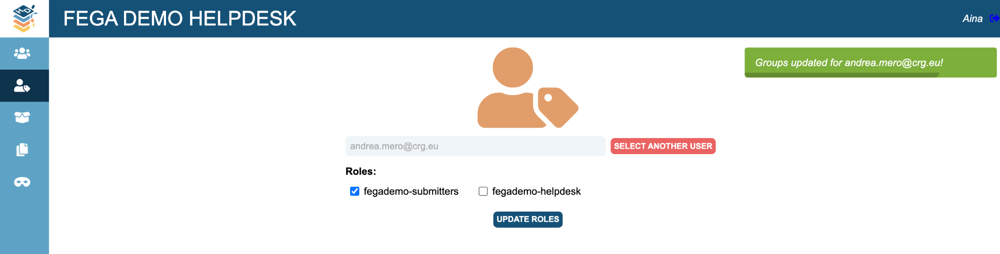 FEGA DEMO HELPDESK
Aina
Groups updated for andrea.mero@crg.eu!
andrea.mero@crg.eu
SELECT ANOTHER USER
Roles:
fegademo-submitters
fegademo-helpdesk
UPDATE ROLES